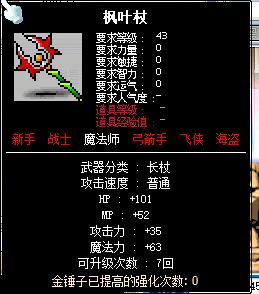 枫叶杖
要求等级: 43
要求力量: 0
要求敏捷: 0
要求智力: 0
要求运气: 0
要求人气度: -
道具等级: -
道具经验值: -
新手 战士 魔法师 弓箭手 飞侠 海盗
武器分类: 长杖
攻击速度: 普通
HP: +101
MP: +52
攻击力: +35
魔法力: +63
可升级次数: 7回
金锤子已提高的强化次数: 0